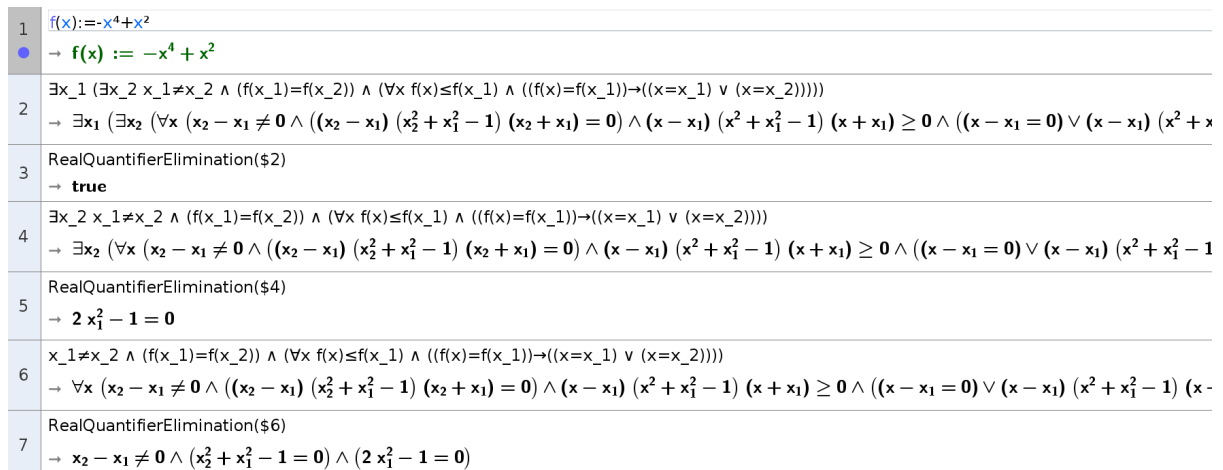 1
f(x):=-x⁴+x²
→ f(x) := −x⁴ + x²
2
∃x_1 (∃x_2 x_1≠x_2 ∧ (f(x_1)=f(x_2)) ∧ (∀x f(x)≤f(x_1) ∧ ((f(x)=f(x_1))→((x=x_1) ∨ (x=x_2)))))
→ ∃x₁ (∃x₂ (∀x (x₂ − x₁ ≠ 0 ∧ ((x₂ − x₁) (x₂² + x₁² − 1) (x₂ + x₁) = 0) ∧ (x − x₁) (x² + x₁² − 1) (x + x₁) ≥ 0 ∧ ((x − x₁ = 0) ∨ (x − x₁) (x² + x
3
RealQuantifierElimination($2)
→ true
4
∃x_2 x_1≠x_2 ∧ (f(x_1)=f(x_2)) ∧ (∀x f(x)≤f(x_1) ∧ ((f(x)=f(x_1))→((x=x_1) ∨ (x=x_2))))
→ ∃x₂ (∀x (x₂ − x₁ ≠ 0 ∧ ((x₂ − x₁) (x₂² + x₁² − 1) (x₂ + x₁) = 0) ∧ (x − x₁) (x² + x₁² − 1) (x + x₁) ≥ 0 ∧ ((x − x₁ = 0) ∨ (x − x₁) (x² + x₁² − 1
5
RealQuantifierElimination($4)
→ 2 x₁² − 1 = 0
6
x_1≠x_2 ∧ (f(x_1)=f(x_2)) ∧ (∀x f(x)≤f(x_1) ∧ ((f(x)=f(x_1))→((x=x_1) ∨ (x=x_2))))
→ ∀x (x₂ − x₁ ≠ 0 ∧ ((x₂ − x₁) (x₂² + x₁² − 1) (x₂ + x₁) = 0) ∧ (x − x₁) (x² + x₁² − 1) (x + x₁) ≥ 0 ∧ ((x − x₁ = 0) ∨ (x − x₁) (x² + x₁² − 1) (x −
7
RealQuantifierElimination($6)
→ x₂ − x₁ ≠ 0 ∧ (x₂² + x₁² − 1 = 0) ∧ (2 x₁² − 1 = 0)